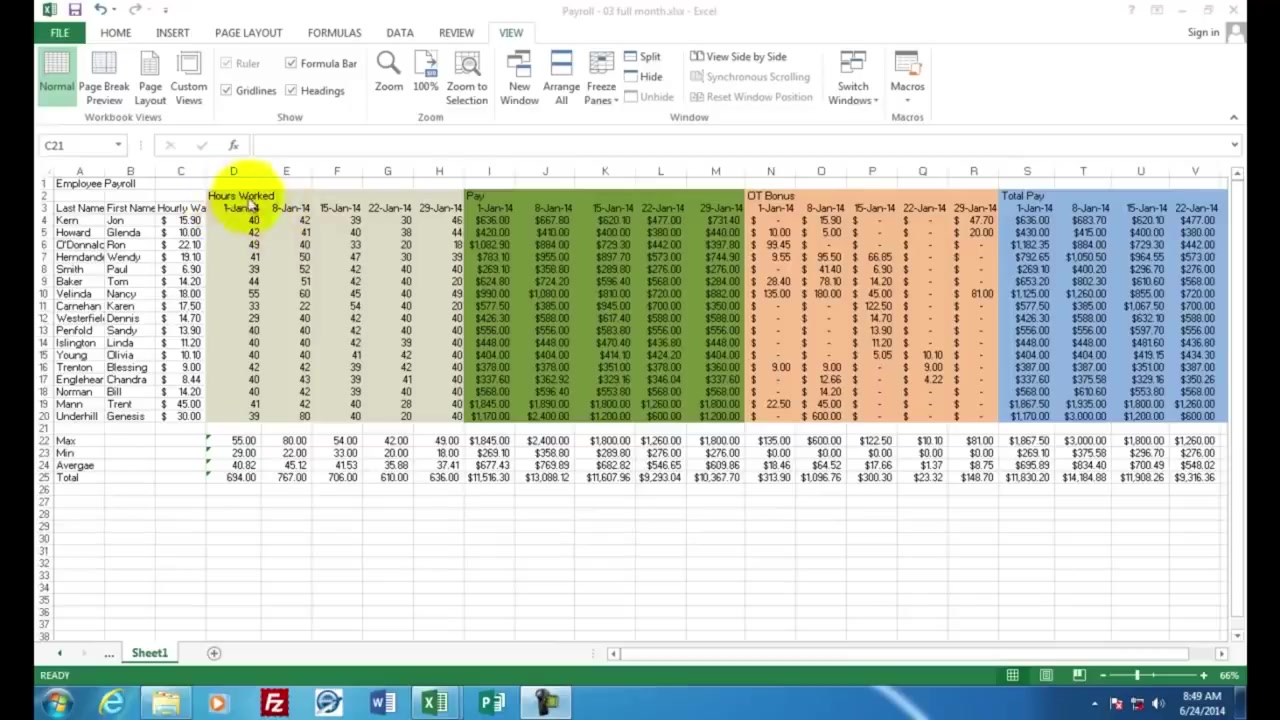 Payroll - 03 full month.xlsx - Excel
FILE HOME INSERT PAGE LAYOUT FORMULAS DATA REVIEW VIEW Sign in
Normal Page Break Preview Page Layout Custom Views Ruler Formula Bar Gridlines Headings Zoom 100% Zoom to Selection New Window Arrange All Freeze Panes Split Hide Unhide View Side by Side Synchronous Scrolling Reset Window Position Switch Windows Macros
Workbook Views Show Zoom Window Macros
C21 fx
A B C D E F G H I J K L M N O P Q R S T U V
1 Employee Payroll
2 Hours Worked Pay OT Bonus Total Pay
3 Last Name First Name Hourly Wa 1-Jan-14 8-Jan-14 15-Jan-14 22-Jan-14 29-Jan-14 1-Jan-14 8-Jan-14 15-Jan-14 22-Jan-14 29-Jan-14 1-Jan-14 8-Jan-14 15-Jan-14 22-Jan-14 29-Jan-14 1-Jan-14 8-Jan-14 15-Jan-14 22-Jan-14
4 Kern Jon $ 15.90 40 42 39 30 46 $636.00 $667.80 $620.10 $477.00 $731.40 $ - $ 15.90 $ - $ - $ 47.70 $636.00 $683.70 $620.10 $477.00
5 Howard Glenda $ 10.00 42 41 40 38 44 $420.00 $410.00 $400.00 $380.00 $440.00 $ 10.00 $ 5.00 $ - $ - $ 20.00 $430.00 $415.00 $400.00 $380.00
6 O'Donnalc Ron $ 22.10 49 40 33 20 18 $1,082.90 $884.00 $729.30 $442.00 $397.80 $ 99.45 $ - $ - $ - $ - $1,182.35 $884.00 $729.30 $442.00
7 Herndande Wendy $ 19.10 41 50 47 30 39 $783.10 $955.00 $897.70 $573.00 $744.90 $ 9.55 $ 95.50 $ 66.85 $ - $ - $792.65 $1,050.50 $964.55 $573.00
8 Smith Paul $ 6.90 39 52 42 40 40 $269.10 $358.80 $289.80 $276.00 $276.00 $ - $ 41.40 $ 6.90 $ - $ - $269.10 $400.20 $296.70 $276.00
9 Baker Tom $ 14.20 44 51 42 40 40 $624.80 $724.20 $596.40 $568.00 $568.00 $ 28.40 $ 78.10 $ 14.20 $ - $ - $653.20 $802.30 $610.60 $568.00
10 Velinda Nancy $ 18.00 55 60 45 40 49 $990.00 $1,080.00 $810.00 $720.00 $882.00 $ 135.00 $ 180.00 $ 45.00 $ - $ 81.00 $1,125.00 $1,260.00 $855.00 $720.00
11 Carnehan Karen $ 17.50 33 22 54 40 20 $577.50 $385.00 $945.00 $700.00 $350.00 $ - $ - $ 122.50 $ - $ - $577.50 $385.00 $1,067.50 $700.00
12 Westerfiel Dennis $ 14.70 29 40 42 40 40 $426.30 $588.00 $617.40 $588.00 $588.00 $ - $ - $ 14.70 $ - $ - $426.30 $588.00 $632.10 $588.00
13 Penfold Sandy $ 13.90 40 40 42 40 40 $556.00 $556.00 $583.80 $556.00 $556.00 $ - $ - $ 13.90 $ - $ - $556.00 $556.00 $597.70 $556.00
14 Islington Linda $ 11.20 40 40 42 39 40 $448.00 $448.00 $470.40 $436.80 $448.00 $ - $ - $ 11.20 $ - $ - $448.00 $448.00 $481.60 $436.80
15 Young Olivia $ 10.10 40 40 41 42 40 $404.00 $404.00 $414.10 $424.20 $404.00 $ - $ - $ 5.05 $ 10.10 $ - $404.00 $404.00 $419.15 $434.30
16 Trenton Blessing $ 9.00 42 42 39 42 40 $378.00 $378.00 $351.00 $378.00 $360.00 $ 9.00 $ 9.00 $ - $ 9.00 $ - $387.00 $387.00 $351.00 $387.00
17 Englehear Chandra $ 8.44 40 43 39 41 40 $337.60 $362.92 $329.16 $346.04 $337.60 $ - $ 12.66 $ - $ 4.22 $ - $337.60 $375.58 $329.16 $350.26
18 Norman Bill $ 14.20 40 42 39 40 40 $568.00 $596.40 $553.80 $568.00 $568.00 $ - $ 14.20 $ - $ - $ - $568.00 $610.60 $553.80 $568.00
19 Mann Trent $ 45.00 41 42 40 28 40 $1,845.00 $1,890.00 $1,800.00 $1,260.00 $1,800.00 $ 22.50 $ 45.00 $ - $ - $ - $1,867.50 $1,935.00 $1,800.00 $1,260.00
20 Underhill Genesis $ 30.00 39 80 40 20 40 $1,170.00 $2,400.00 $1,200.00 $600.00 $1,200.00 $ - $ 600.00 $ - $ - $ - $1,170.00 $3,000.00 $1,200.00 $600.00
21
22 Max 55.00 80.00 54.00 42.00 49.00 $1,845.00 $2,400.00 $1,800.00 $1,260.00 $1,800.00 $135.00 $600.00 $122.50 $10.10 $81.00 $1,867.50 $3,000.00 $1,800.00 $1,260.00
23 Min 29.00 22.00 33.00 20.00 18.00 $269.10 $358.80 $289.80 $276.00 $276.00 $0.00 $0.00 $0.00 $0.00 $0.00 $269.10 $375.58 $296.70 $276.00
24 Avergae 40.82 45.12 41.53 35.88 37.41 $677.43 $769.89 $682.82 $546.65 $609.86 $18.46 $64.52 $17.66 $1.37 $8.75 $695.89 $834.40 $700.49 $548.02
25 Total 694.00 767.00 706.00 610.00 636.00 $11,516.30 $13,088.12 $11,607.96 $9,293.04 $10,367.70 $313.90 $1,096.76 $300.30 $23.32 $148.70 $11,830.20 $14,184.88 $11,908.26 $9,316.36
26
27
28
29
30
31
32
33
34
35
36
37
38
... Sheet1
READY 66%
8:49 AM
6/24/2014